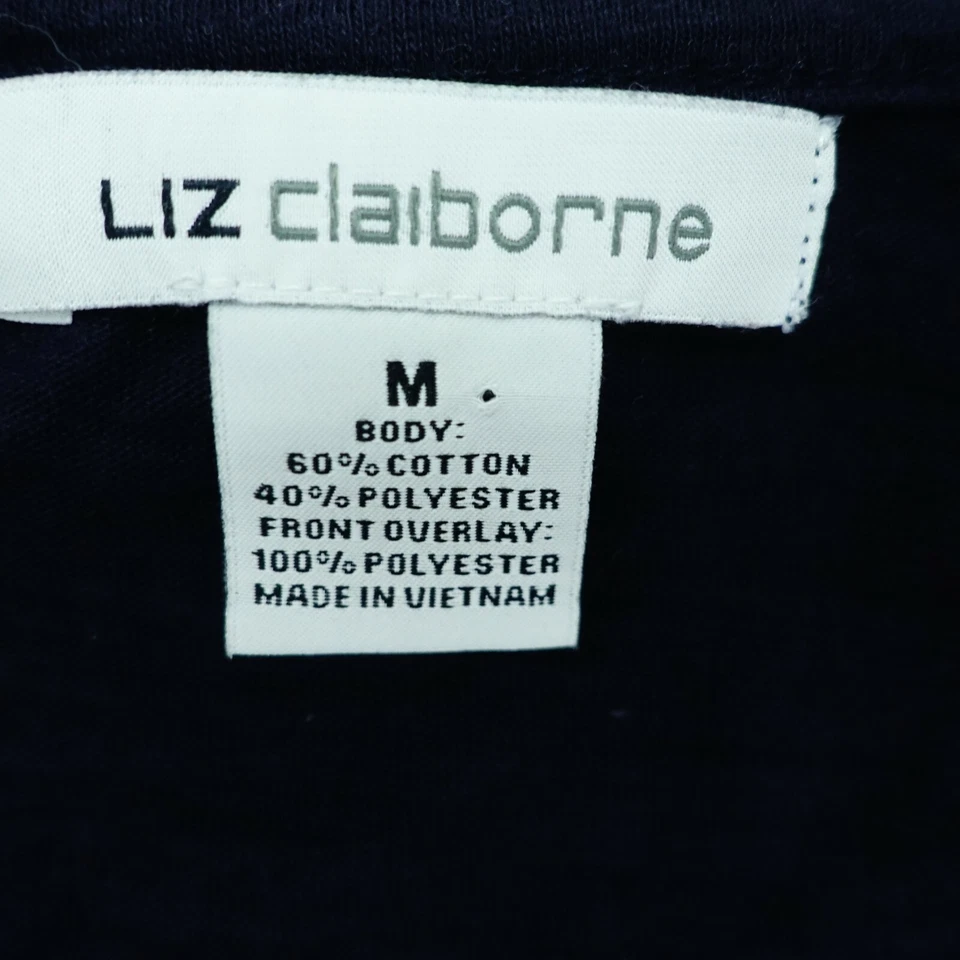 LIZ claiborne
M
BODY:
60% COTTON
40% POLYESTER
FRONT OVERLAY:
100% POLYESTER
MADE IN VIETNAM